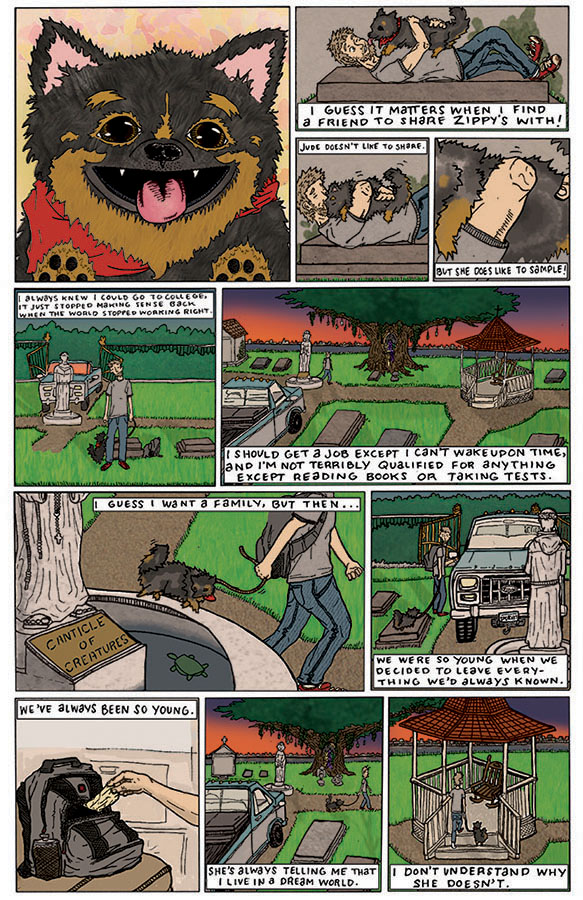 I GUESS IT MATTERS WHEN I FIND
A FRIEND TO SHARE ZIPPY'S WITH!
JUDE DOESN'T LIKE TO SHARE.
BUT SHE DOES LIKE TO SAMPLE!
I ALWAYS KNEW I COULD GO TO COLLEGE,
IT JUST STOPPED MAKING SENSE BACK
WHEN THE WORLD STOPPED WORKING RIGHT.
I SHOULD GET A JOB EXCEPT I CAN'T WAKE UP ON TIME,
AND I'M NOT TERRIBLY QUALIFIED FOR ANYTHING
EXCEPT READING BOOKS OR TAKING TESTS.
I GUESS I WANT A FAMILY, BUT THEN...
CANTICLE
OF
CREATURES
WE WERE SO YOUNG WHEN WE
DECIDED TO LEAVE EVERY-
THING WE'D ALWAYS KNOWN.
WE'VE ALWAYS BEEN SO YOUNG.
SHE'S ALWAYS TELLING ME THAT
I LIVE IN A DREAM WORLD.
I DON'T UNDERSTAND WHY
SHE DOESN'T.